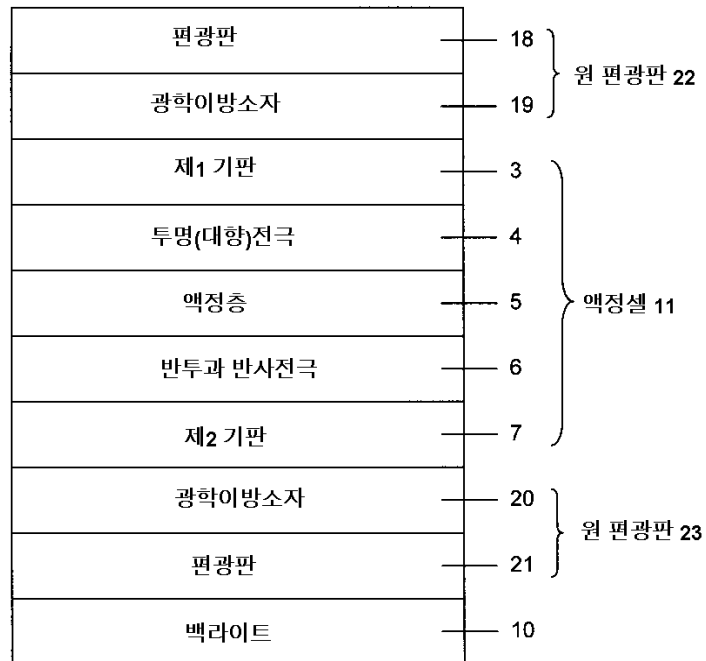 편광판 18
원 편광판 22
광학이방소자 19
제1 기판 3
투명(대향)전극 4
액정층 5
액정셀 11
반투과 반사전극 6
제2 기판 7
광학이방소자 20
원 편광판 23
편광판 21
백라이트 10